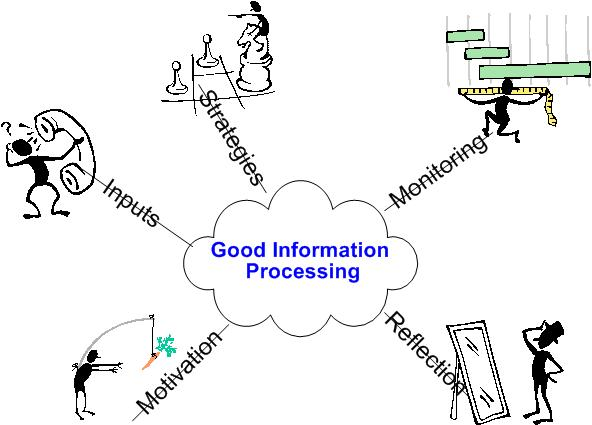 Strategies
Monitoring
Inputs
?
Good Information
Processing
Motivation
Reflection